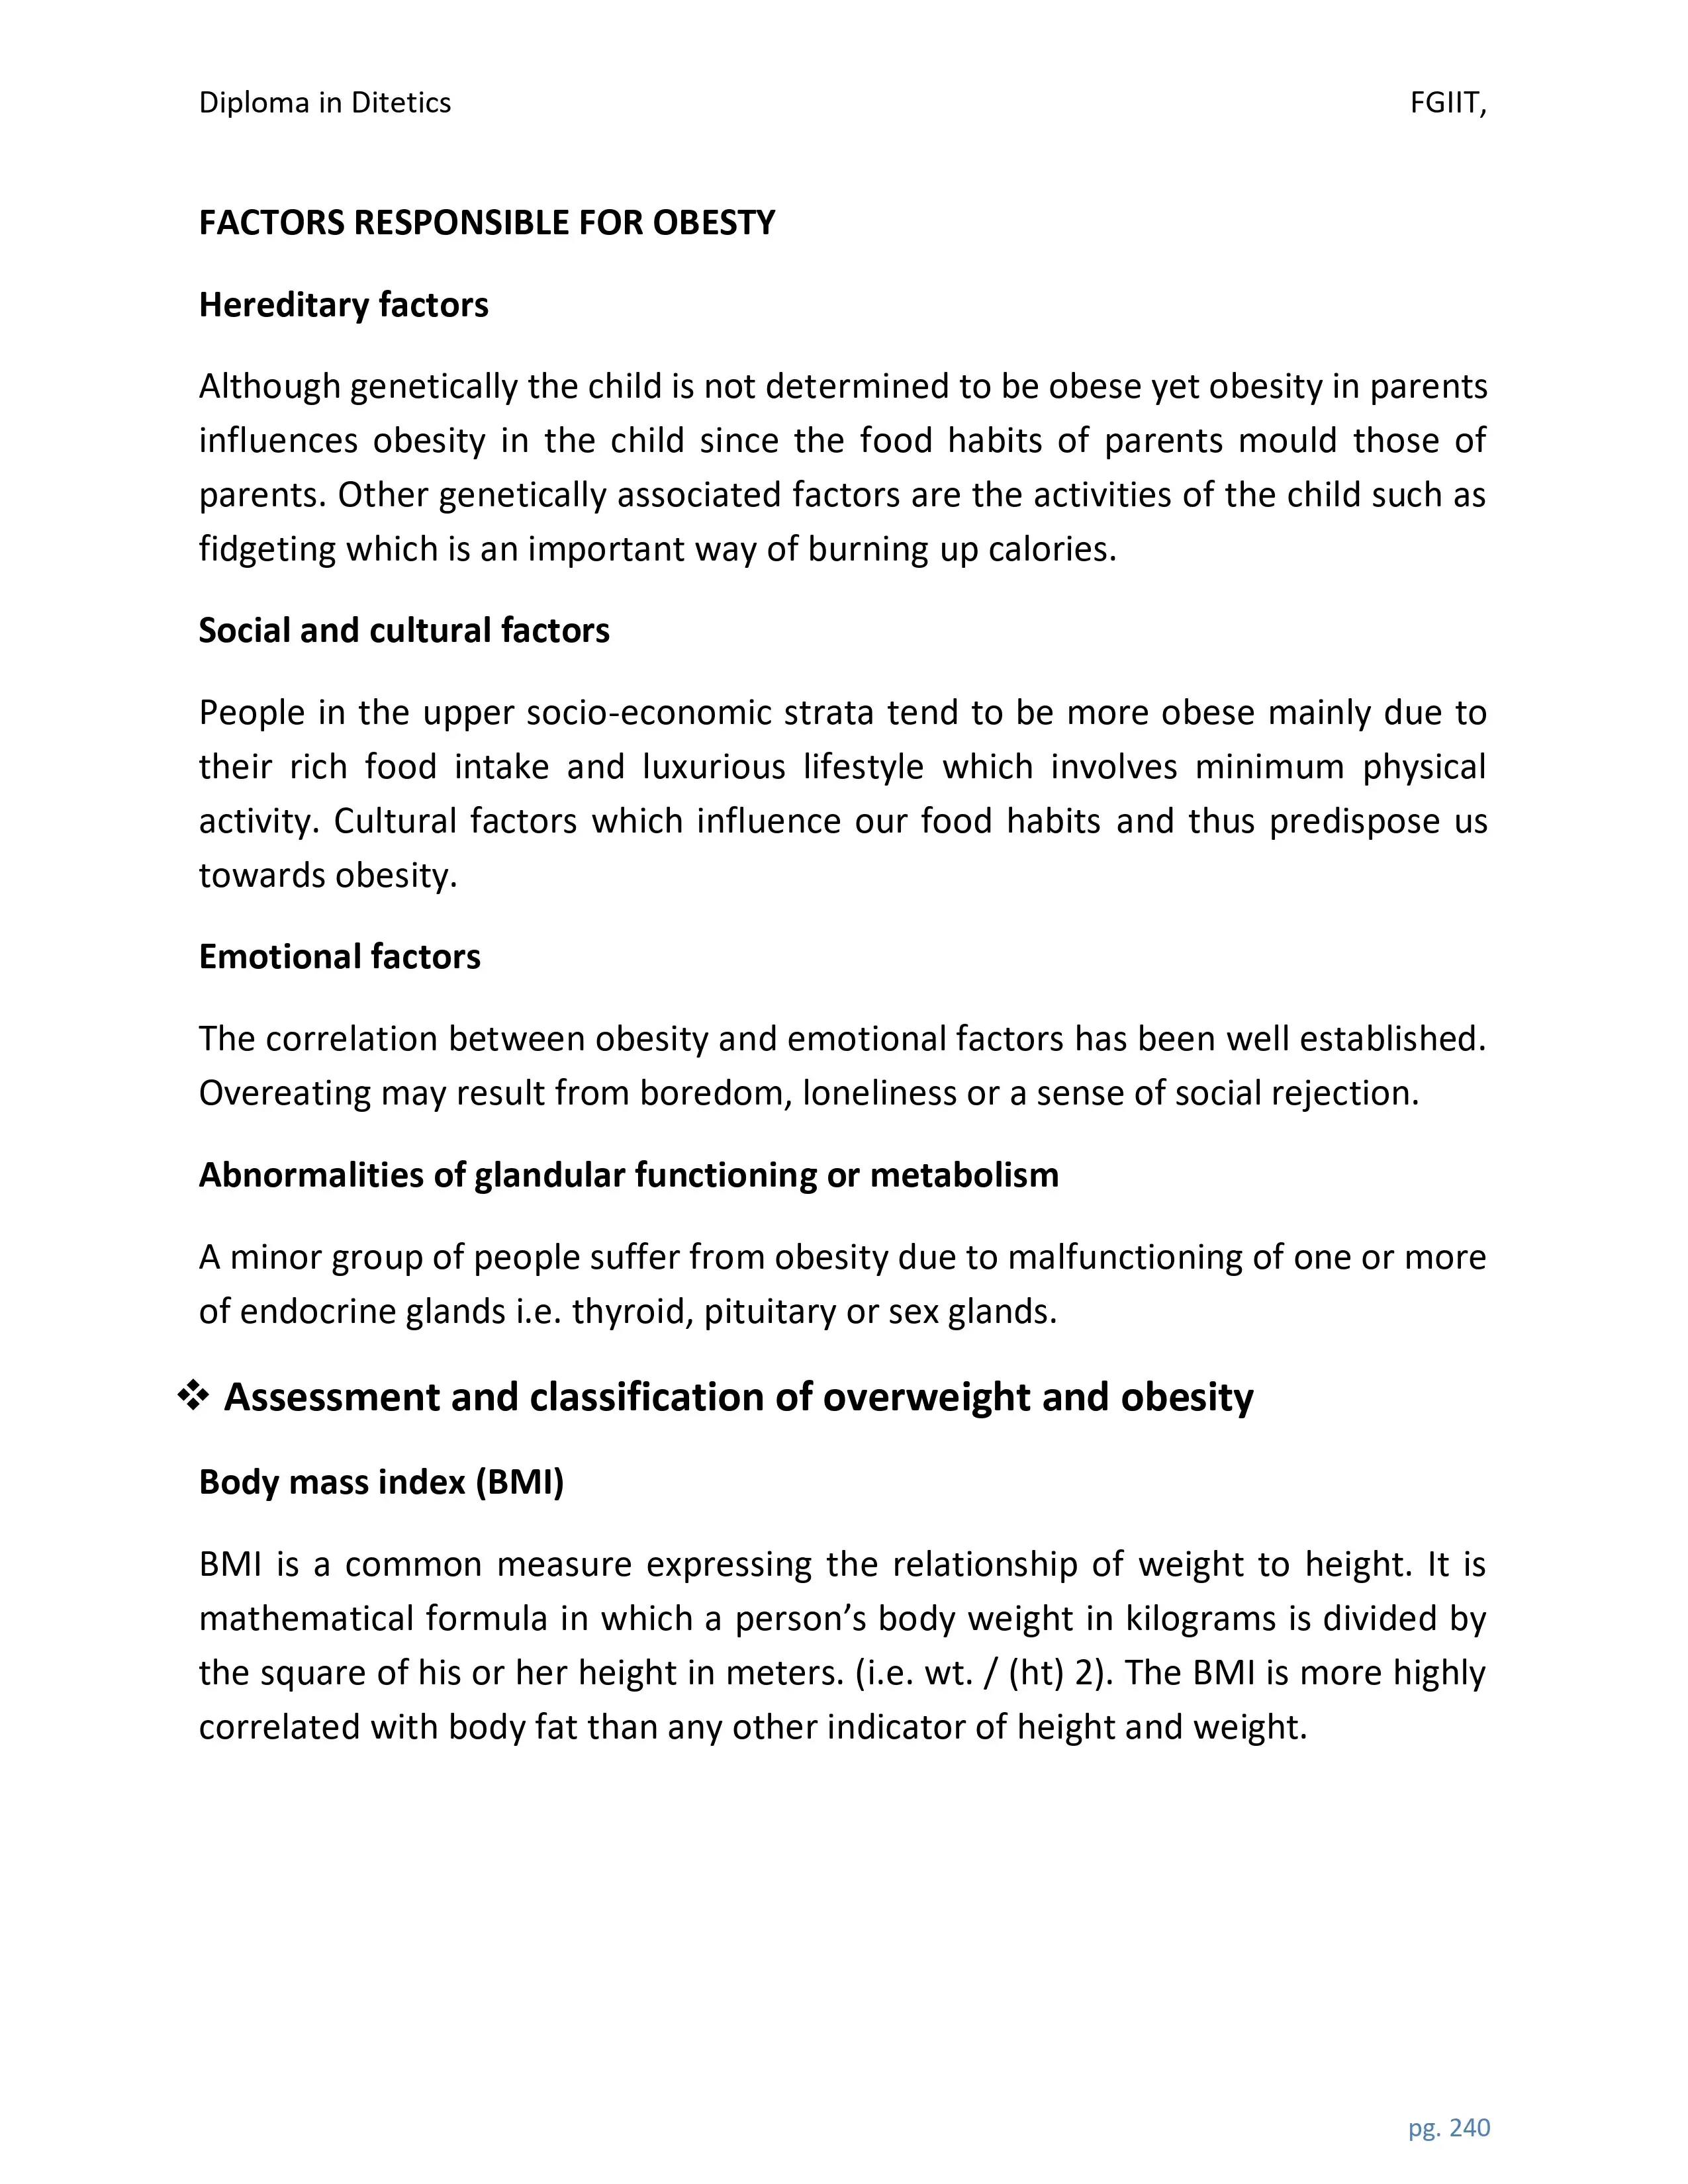 Diploma in Ditetics FGIIT,
FACTORS RESPONSIBLE FOR OBESTY
Hereditary factors
Although genetically the child is not determined to be obese yet obesity in parents
influences obesity in the child since the food habits of parents mould those of
parents. Other genetically associated factors are the activities of the child such as
fidgeting which is an important way of burning up calories.
Social and cultural factors
People in the upper socio-economic strata tend to be more obese mainly due to
their rich food intake and luxurious lifestyle which involves minimum physical
activity. Cultural factors which influence our food habits and thus predispose us
towards obesity.
Emotional factors
The correlation between obesity and emotional factors has been well established.
Overeating may result from boredom, loneliness or a sense of social rejection.
Abnormalities of glandular functioning or metabolism
A minor group of people suffer from obesity due to malfunctioning of one or more
of endocrine glands i.e. thyroid, pituitary or sex glands.
❖ Assessment and classification of overweight and obesity
Body mass index (BMI)
BMI is a common measure expressing the relationship of weight to height. It is
mathematical formula in which a person’s body weight in kilograms is divided by
the square of his or her height in meters. (i.e. wt. / (ht) 2). The BMI is more highly
correlated with body fat than any other indicator of height and weight.
pg. 240